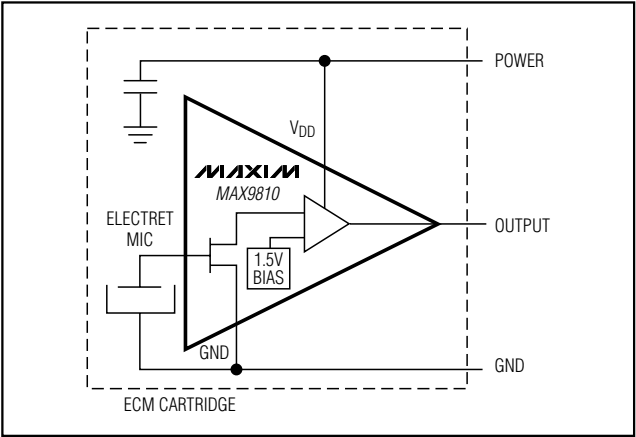 POWER
VDD
MAXIM
MAX9810
ELECTRET
MIC
OUTPUT
1.5V
BIAS
GND
GND
ECM CARTRIDGE